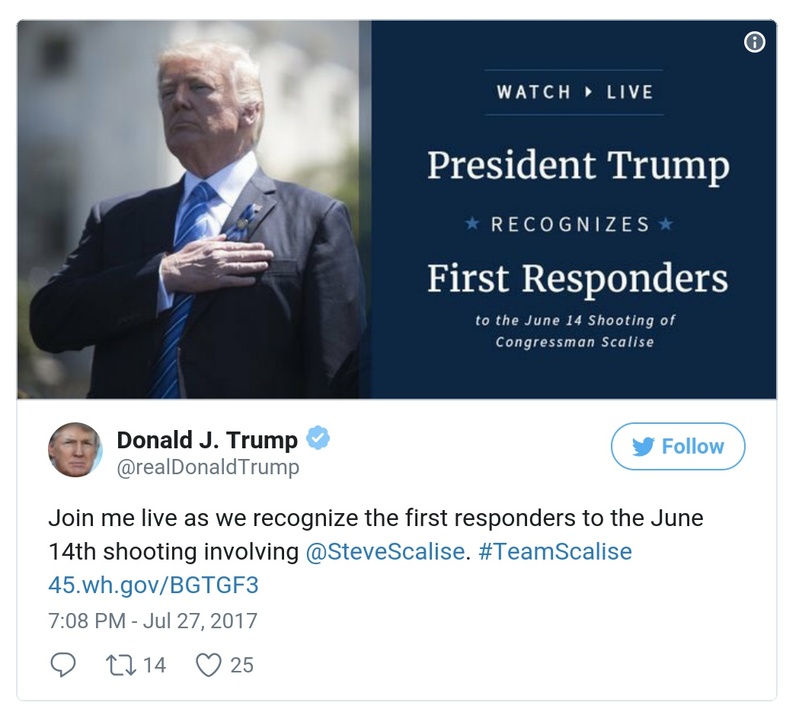 WATCH ▸ LIVE
President Trump
★ RECOGNIZES ★
First Responders
to the June 14 Shooting of
Congressman Scalise
Donald J. Trump
@realDonaldTrump
Follow
Join me live as we recognize the first responders to the June
14th shooting involving @SteveScalise. #TeamScalise
45.wh.gov/BGTGF3
7:08 PM - Jul 27, 2017
14 25